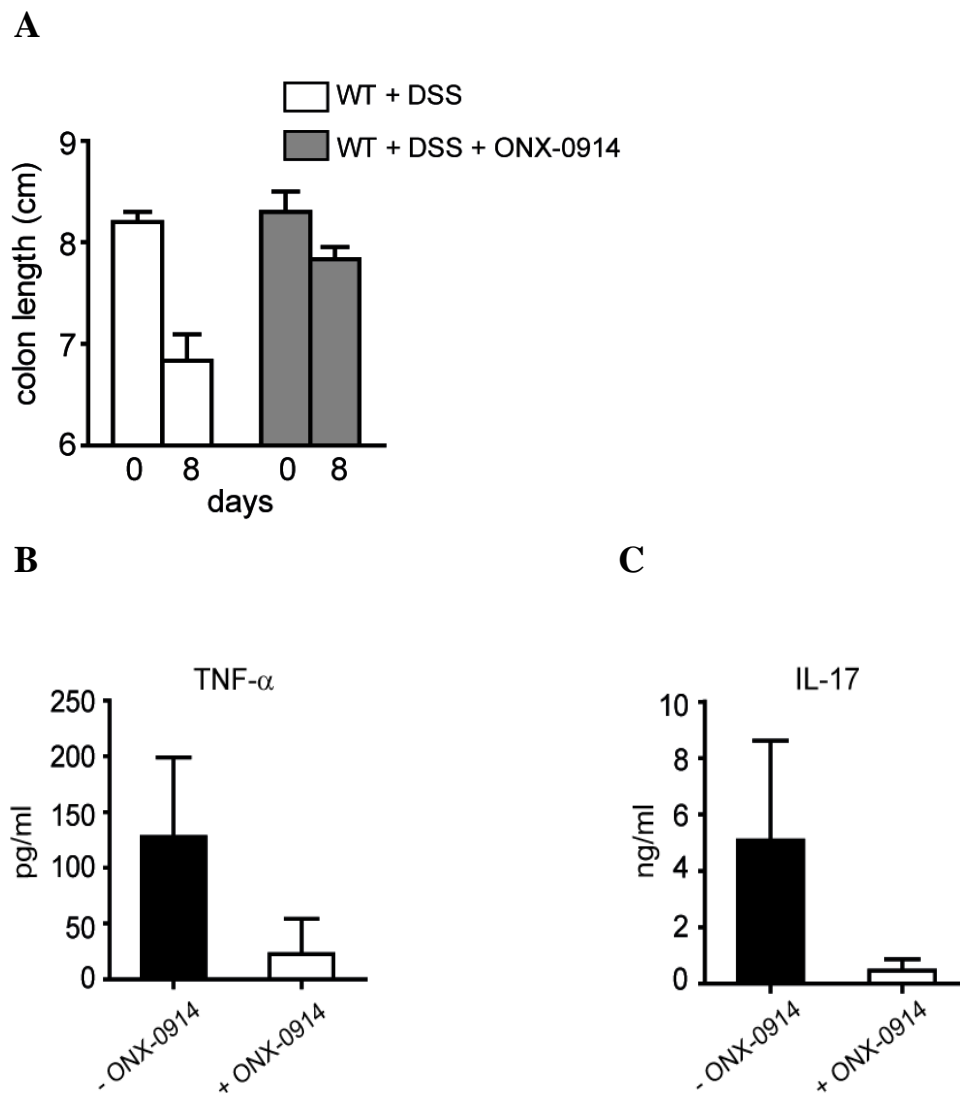 A
WT + DSS
WT + DSS + ONX-0914
9
8
7
6
colon length (cm)
0 8 0 8
days
B
TNF-α
250
200
150
100
50
0
pg/ml
- ONX-0914
+ ONX-0914
C
IL-17
10
8
6
4
2
0
ng/ml
- ONX-0914
+ ONX-0914